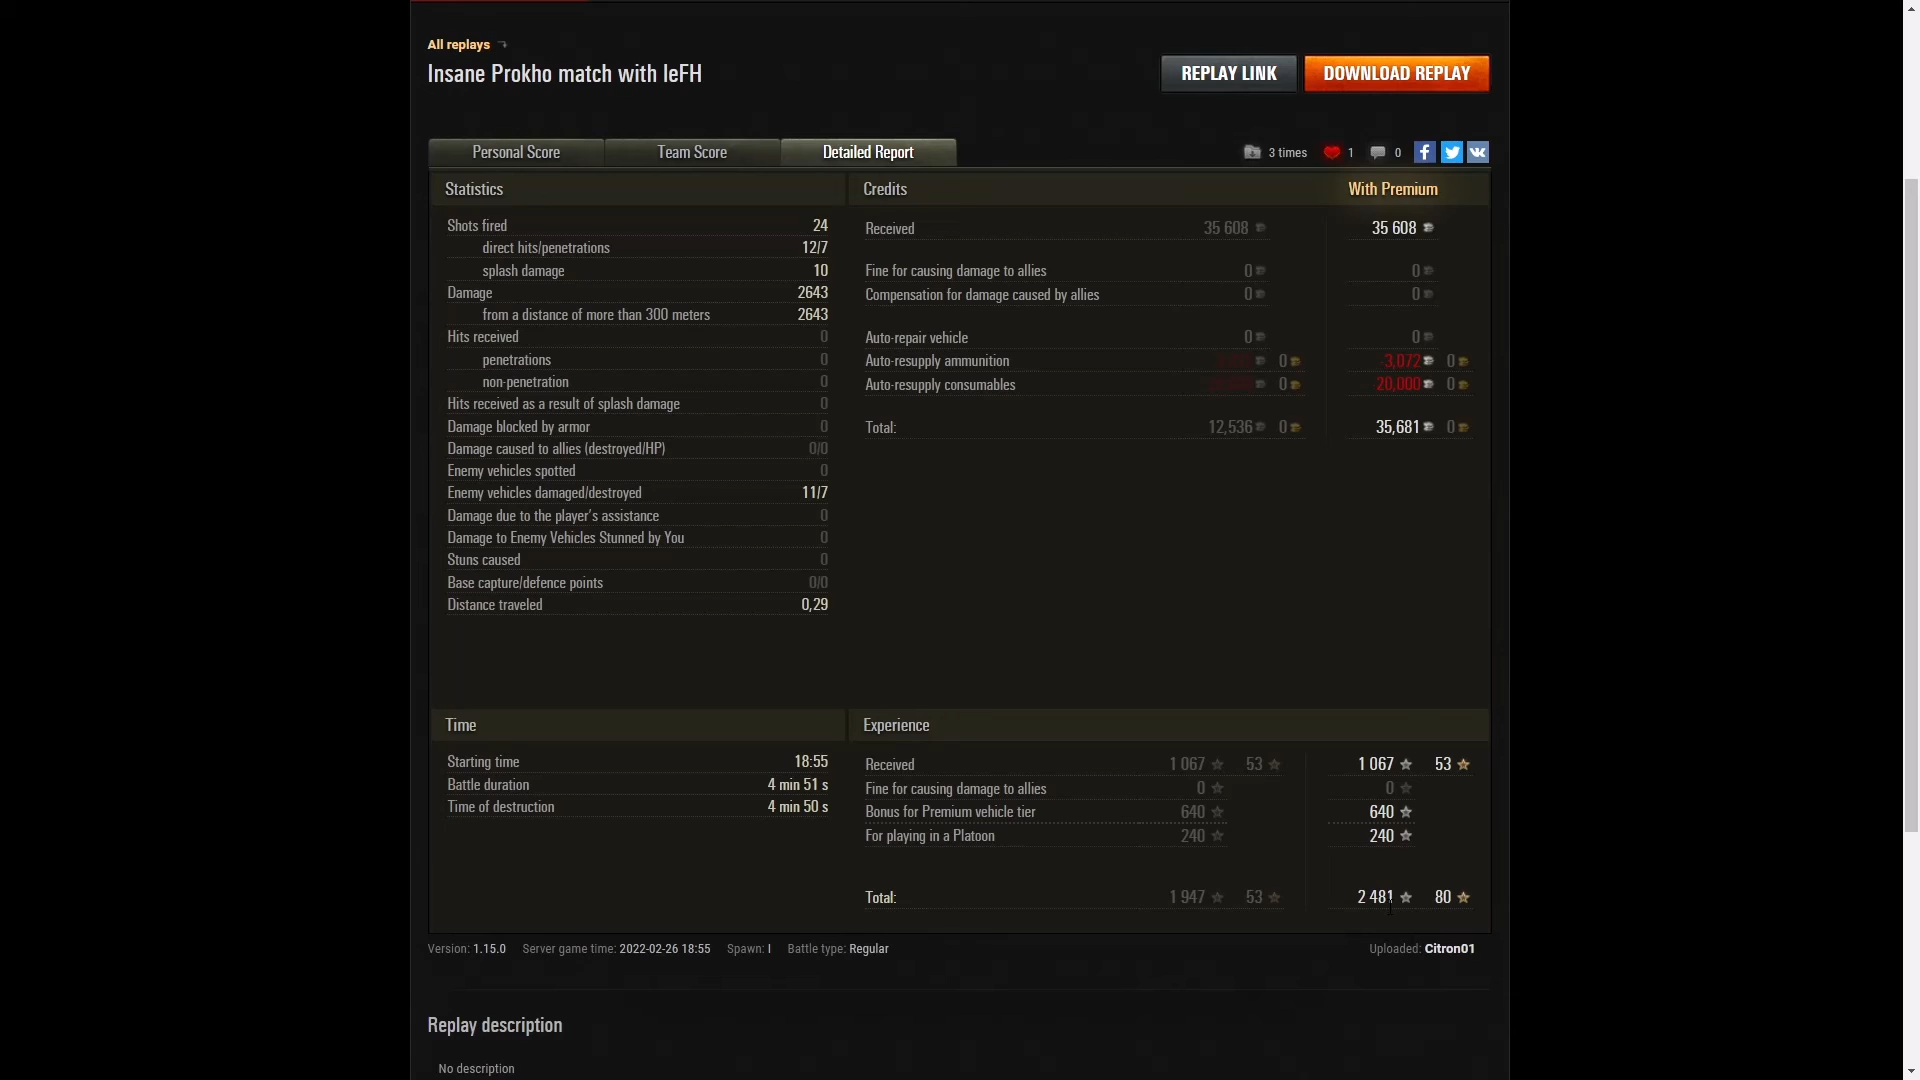 All replays
Insane Prokho match with leFH
REPLAY LINK
DOWNLOAD REPLAY
Personal Score
Team Score
Detailed Report
3 times
1
0
Statistics
Shots fired 24
direct hits/penetrations 12/7
splash damage 10
Damage 2643
from a distance of more than 300 meters 2643
Hits received 0
penetrations 0
non-penetration 0
Hits received as a result of splash damage 0
Damage blocked by armor 0
Damage caused to allies (destroyed/HP) 0/0
Enemy vehicles spotted 0
Enemy vehicles damaged/destroyed 11/7
Damage due to the player's assistance 0
Damage to Enemy Vehicles Stunned by You 0
Stuns caused 0
Base capture/defence points 0/0
Distance traveled 0,29
Credits With Premium
Received 35 608 35 608
Fine for causing damage to allies 0 0
Compensation for damage caused by allies 0 0
Auto-repair vehicle 0 0
Auto-resupply ammunition 0 -3,072 0
Auto-resupply consumables 0 20,000 0
Total: 12,536 0 35,681 0
Time
Starting time 18:55
Battle duration 4 min 51 s
Time of destruction 4 min 50 s
Experience
Received 1 067 53 1 067 53
Fine for causing damage to allies 0 0
Bonus for Premium vehicle tier 640 640
For playing in a Platoon 240 240
Total: 1 947 53 2 481 80
Version: 1.15.0 Server game time: 2022-02-26 18:55 Spawn: I Battle type: Regular
Uploaded: Citron01
Replay description
No description